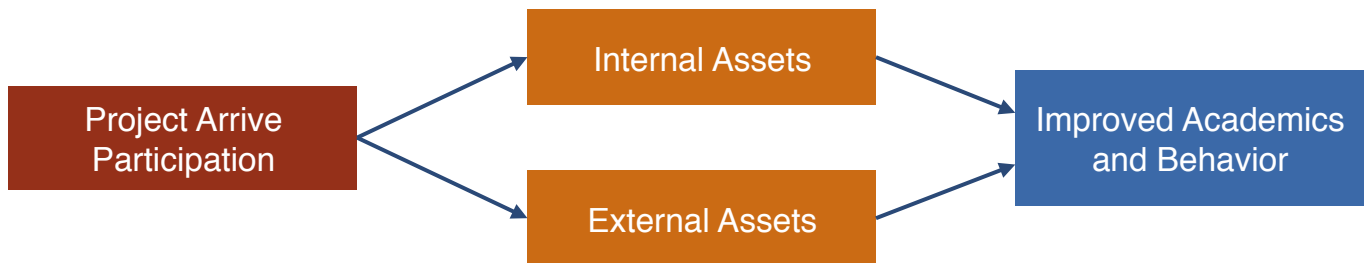 Project Arrive
Participation
Internal Assets
External Assets
Improved Academics
and Behavior